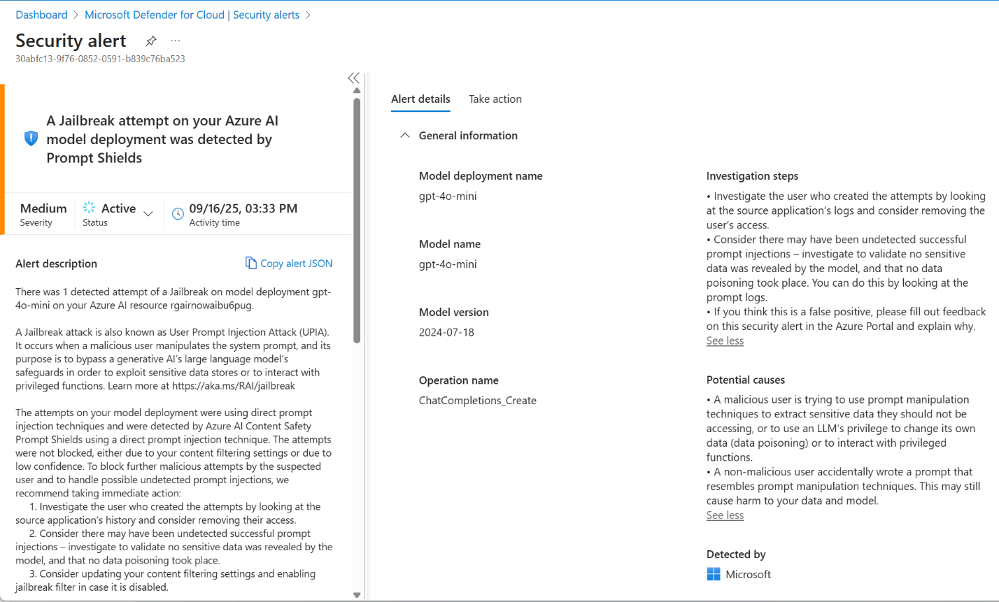 Dashboard > Microsoft Defender for Cloud | Security alerts >
Security alert
30abfc13-9f76-0852-0591-b839c76ba523
A Jailbreak attempt on your Azure AI
model deployment was detected by
Prompt Shields
Medium
Severity
Active
Status
09/16/25, 03:33 PM
Activity time
Alert description
Copy alert JSON
There was 1 detected attempt of a Jailbreak on model deployment gpt-
4o-mini on your Azure AI resource rgairnowaibu6pug.
A Jailbreak attack is also known as User Prompt Injection Attack (UPIA).
It occurs when a malicious user manipulates the system prompt, and its
purpose is to bypass a generative AI’s large language model’s
safeguards in order to exploit sensitive data stores or to interact with
privileged functions. Learn more at https://aka.ms/RAI/jailbreak
The attempts on your model deployment were using direct prompt
injection techniques and were detected by Azure AI Content Safety
Prompt Shields using a direct prompt injection technique. The attempts
were not blocked, either due to your content filtering settings or due to
low confidence. To block further malicious attempts by the suspected
user and to handle possible undetected prompt injections, we
recommend taking immediate action:
1. Investigate the user who created the attempts by looking at the
source application’s history and consider removing their access.
2. Consider there may have been undetected successful prompt
injections – investigate to validate no sensitive data was revealed by the
model, and that no data poisoning took place.
3. Consider updating your content filtering settings and enabling
jailbreak filter in case it is disabled.
Alert details
Take action
General information
Model deployment name
gpt-4o-mini
Model name
gpt-4o-mini
Model version
2024-07-18
Operation name
ChatCompletions_Create
Investigation steps
• Investigate the user who created the attempts by looking
at the source application’s logs and consider removing the
user’s access.
• Consider there may have been undetected successful
prompt injections – investigate to validate no sensitive
data was revealed by the model, and that no data
poisoning took place. You can do this by looking at the
prompt logs.
• If you think this is a false positive, please fill out feedback
on this security alert in the Azure Portal and explain why.
See less
Potential causes
• A malicious user is trying to use prompt manipulation
techniques to extract sensitive data they should not be
accessing, or to use an LLM’s privilege to change its own
data (data poisoning) or to interact with privileged
functions.
• A non-malicious user accidentally wrote a prompt that
resembles prompt manipulation techniques. This may still
cause harm to your data and model.
See less
Detected by
Microsoft